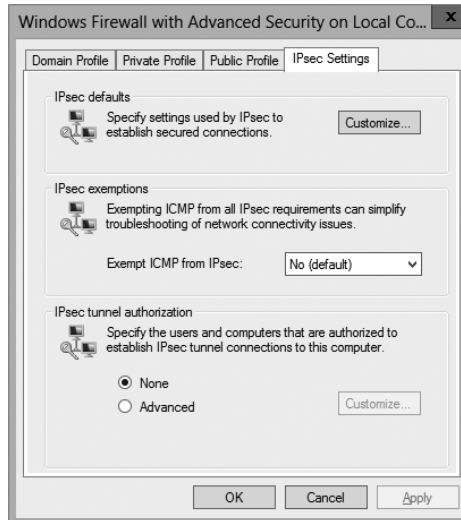 Windows Firewall with Advanced Security on Local Co... x
Domain Profile Private Profile Public Profile IPsec Settings
IPsec defaults
Specify settings used by IPsec to
establish secured connections.
Customize...
IPsec exemptions
Exempting ICMP from all IPsec requirements can simplify
troubleshooting of network connectivity issues.
Exempt ICMP from IPsec: No (default)
IPsec tunnel authorization
Specify the users and computers that are authorized to
establish IPsec tunnel connections to this computer.
None
Advanced
Customize...
OK Cancel Apply